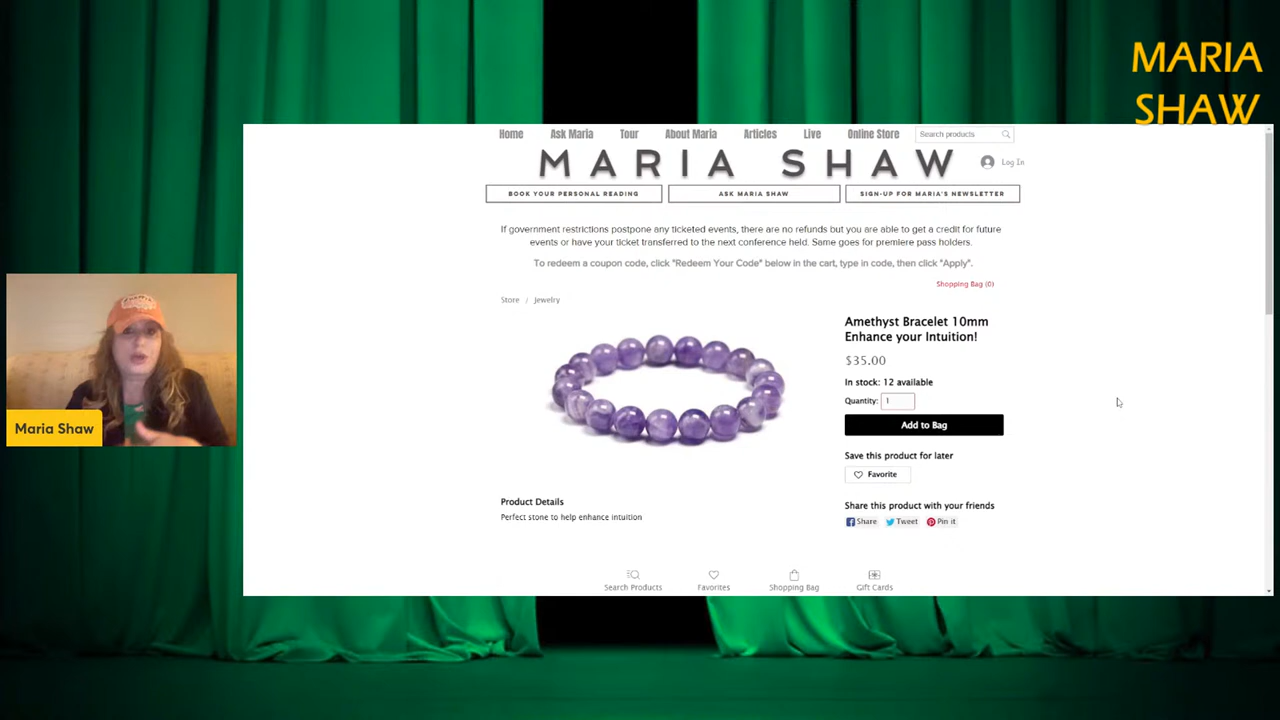 MARIA
SHAW
Home Ask Maria Tour About Maria Articles Live Online Store Search products
MARIA SHAW
Log In
BOOK YOUR PERSONAL READING
ASK MARIA SHAW
SIGN-UP FOR MARIA'S NEWSLETTER
If government restrictions postpone any ticketed events, there are no refunds but you are able to get a credit for future
events or have your ticket transferred to the next conference held. Same goes for premiere pass holders.
To redeem a coupon code, click "Redeem Your Code" below in the cart, type in code, then click "Apply".
Shopping Bag (0)
Store / Jewelry
Amethyst Bracelet 10mm
Enhance your Intuition!
$35.00
In stock: 12 available
Quantity: 1
Add to Bag
Save this product for later
Favorite
Product Details
Perfect stone to help enhance intuition
Share this product with your friends
Share Tweet Pin it
Search Products Favorites Shopping Bag Gift Cards
Maria Shaw